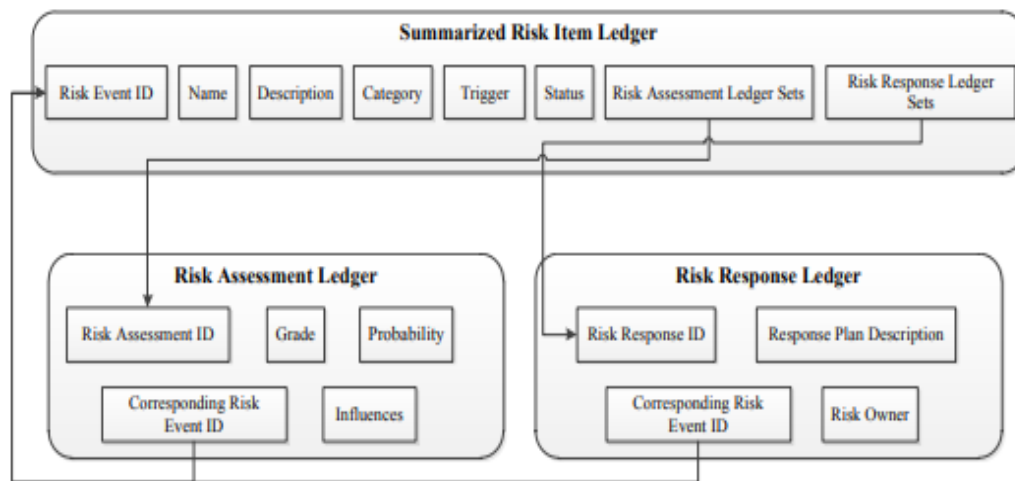 Summarized Risk Item Ledger
Risk Event ID
Name
Description
Category
Trigger
Status
Risk Assessment Ledger Sets
Risk Response Ledger
Sets
Risk Assessment Ledger
Risk Assessment ID
Grade
Probability
Corresponding Risk
Event ID
Influences
Risk Response Ledger
Risk Response ID
Response Plan Description
Corresponding Risk
Event ID
Risk Owner